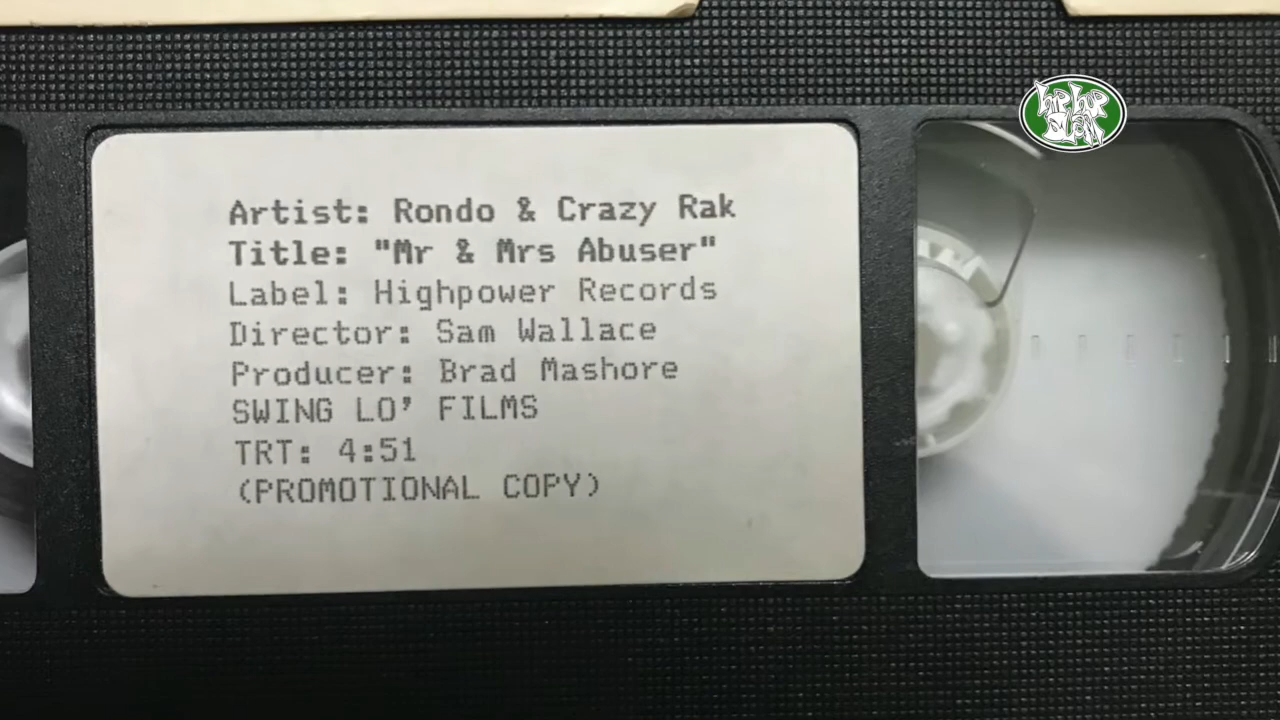 Artist: Rondo & Crazy Rak
Title: "Mr & Mrs Abuser"
Label: Highpower Records
Director: Sam Wallace
Producer: Brad Mashore
SWING LO' FILMS
TRT: 4:51
(PROMOTIONAL COPY)